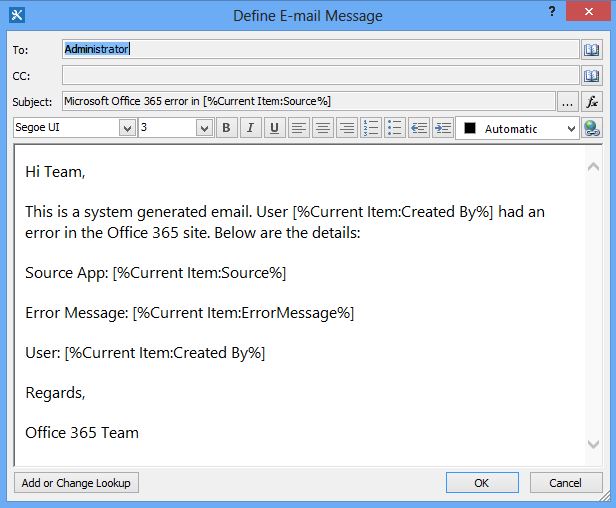 Define E-mail Message
?
To: Administrator
CC:
Subject: Microsoft Office 365 error in [%Current Item:Source%] ... fx
Segoe UI 3 B I U Automatic
Hi Team,
This is a system generated email. User [%Current Item:Created By%] had an
error in the Office 365 site. Below are the details:
Source App: [%Current Item:Source%]
Error Message: [%Current Item:ErrorMessage%]
User: [%Current Item:Created By%]
Regards,
Office 365 Team
Add or Change Lookup OK Cancel